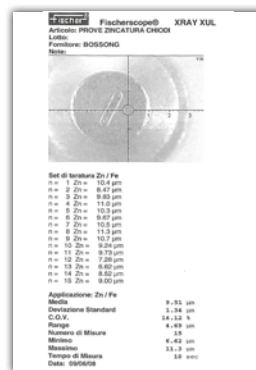 Fischer Fischerscope® XRAY XUL
Articolo: PROVE ZINCATURA CHIODI
Lotto:
Fornitore: BOSSONG
Note:
1 2 3
Set di taratura Zn / Fe
n = 1 Zn = 10.4 µm
n = 2 Zn = 8.47 µm
n = 3 Zn = 9.83 µm
n = 4 Zn = 11.0 µm
n = 5 Zn = 10.3 µm
n = 6 Zn = 9.67 µm
n = 7 Zn = 10.5 µm
n = 8 Zn = 11.3 µm
n = 9 Zn = 10.7 µm
n = 10 Zn = 9.24 µm
n = 11 Zn = 9.73 µm
n = 12 Zn = 7.28 µm
n = 13 Zn = 6.62 µm
n = 14 Zn = 8.52 µm
n = 15 Zn = 9.00 µm
Applicazione: Zn / Fe
Media 9.51 µm
Deviazione Standard 1.34 µm
C.O.V. 14.12 %
Range 4.69 µm
Numero di Misure 15
Minimo 6.62 µm
Massimo 11.3 µm
Tempo di Misura 10 sec
Data: 09/06/08